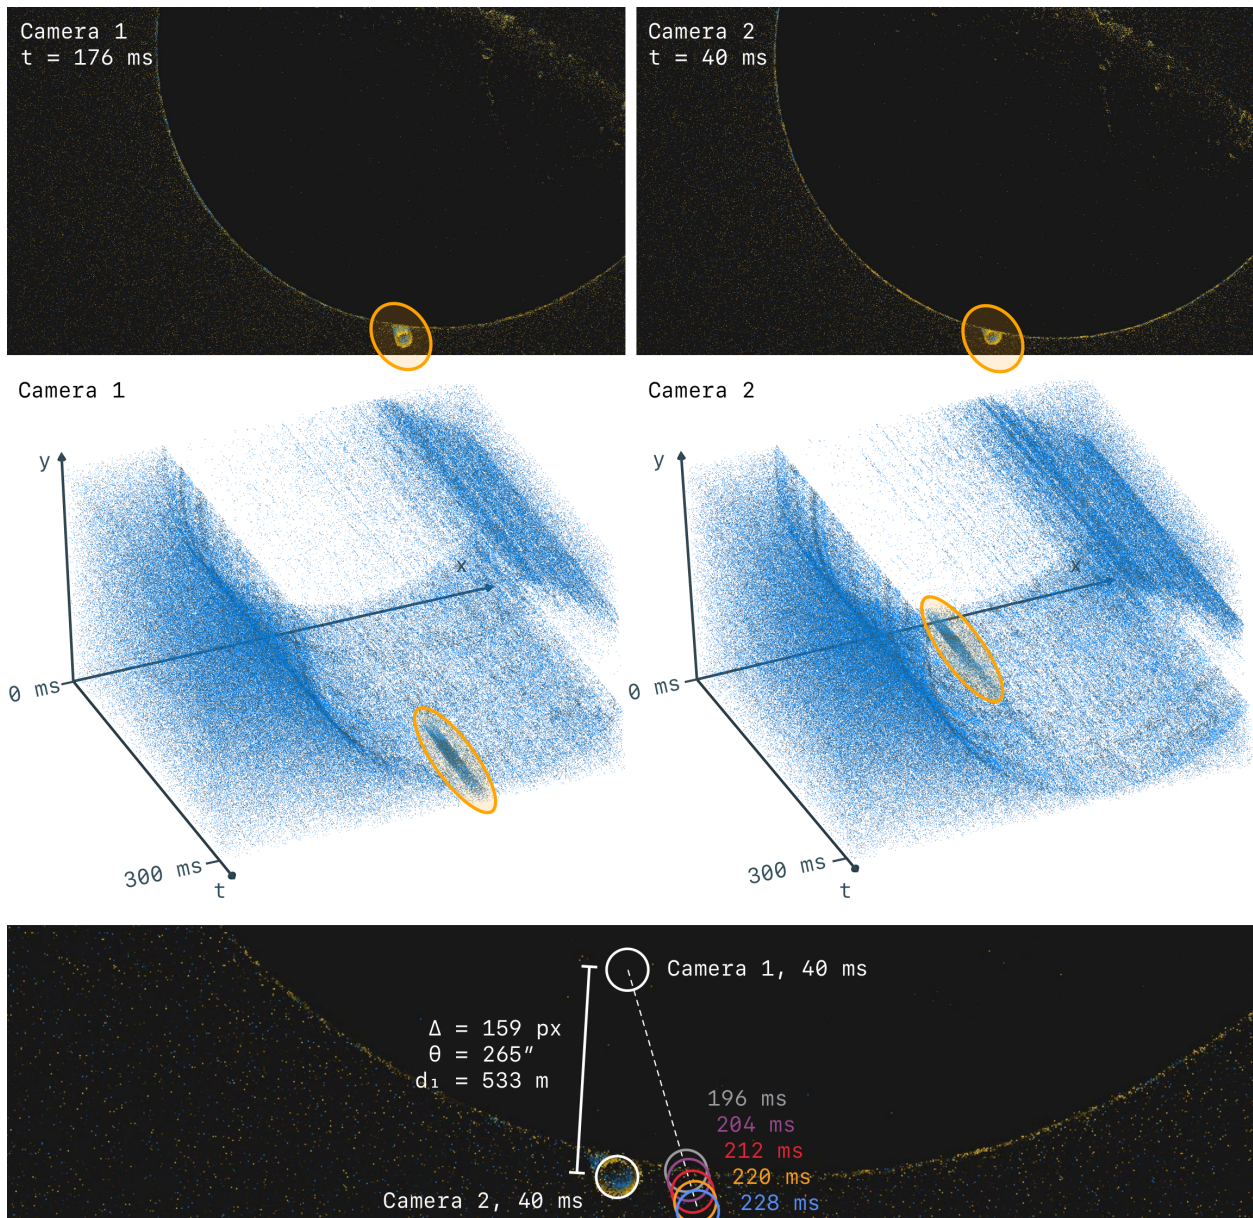 Camera 1
t = 176 ms
Camera 2
t = 40 ms
Camera 1
y
x
0 ms
300 ms
t
Camera 2
y
x
0 ms
300 ms
t
Camera 1, 40 ms
Δ = 159 px
θ = 265″
d₁ = 533 m
196 ms
204 ms
212 ms
220 ms
228 ms
Camera 2, 40 ms